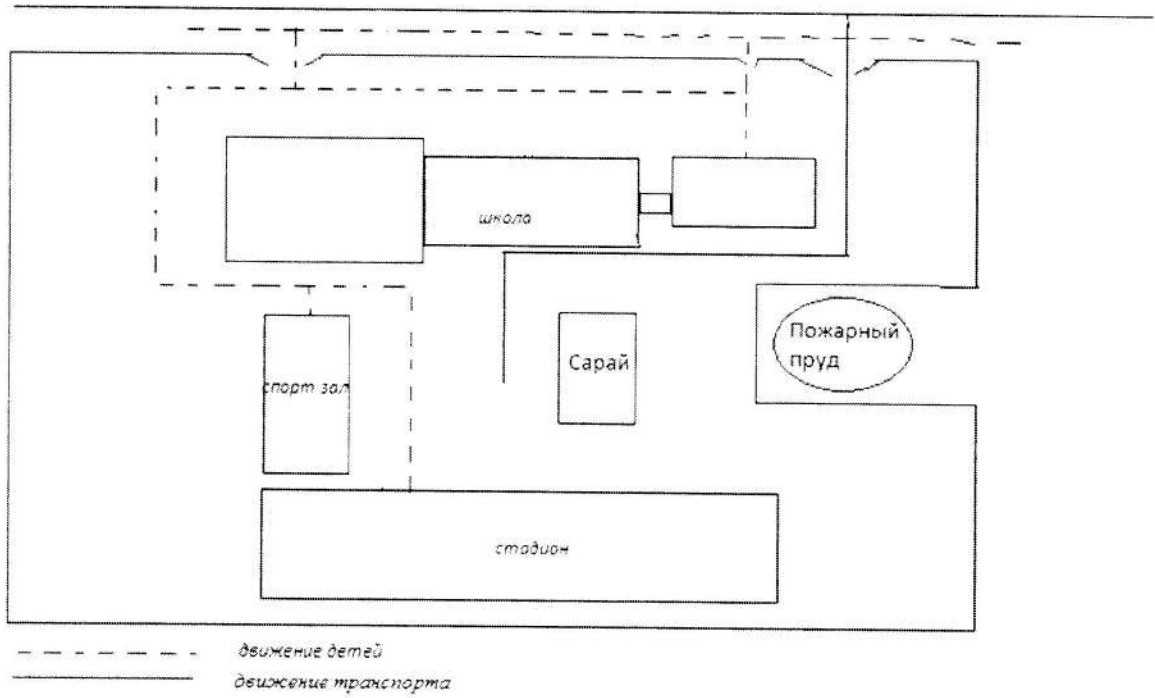 школа
Пожарный
пруд
Сарай
спорт зал
стадион
движение детей
движение транспорта